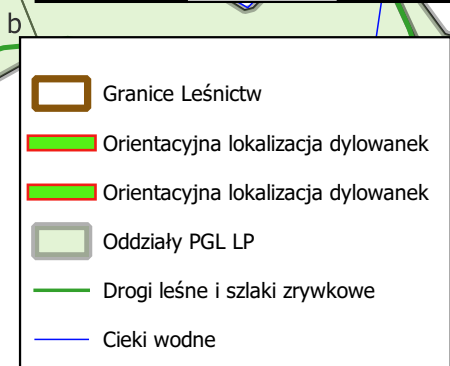 b
Granice Leśnictw
Orientacyjna lokalizacja dylowanek
Orientacyjna lokalizacja dylowanek
Oddziały PGL LP
Drogi leśne i szlaki zrywkowe
Cieki wodne